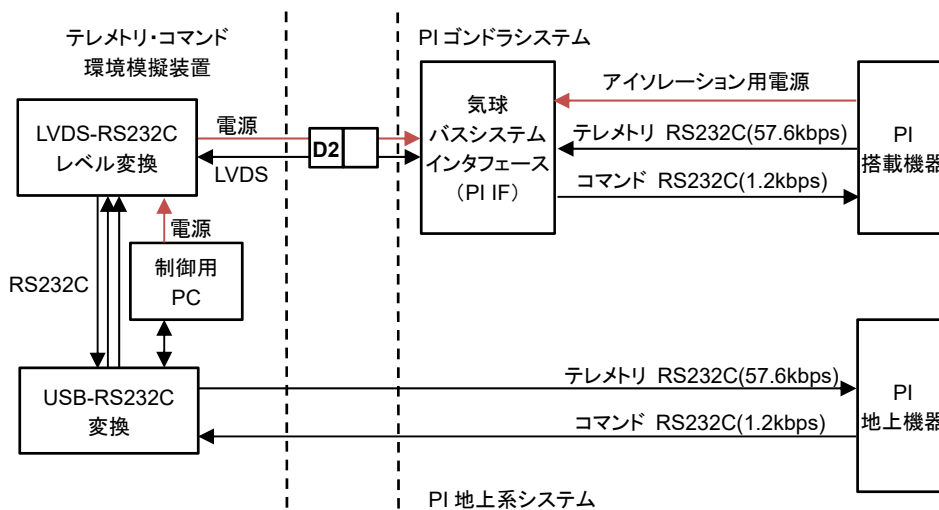 テレメトリ・コマンド
環境模擬装置
PI ゴンドラシステム
LVDS-RS232C
レベル変換
電源
LVDS
D2
気球
バスシステム
インタフェース
（PI IF）
アイソレーション用電源
テレメトリ RS232C(57.6kbps)
コマンド RS232C(1.2kbps)
PI
搭載機器
電源
RS232C
制御用
PC
USB-RS232C
変換
テレメトリ RS232C(57.6kbps)
コマンド RS232C(1.2kbps)
PI
地上機器
PI 地上系システム